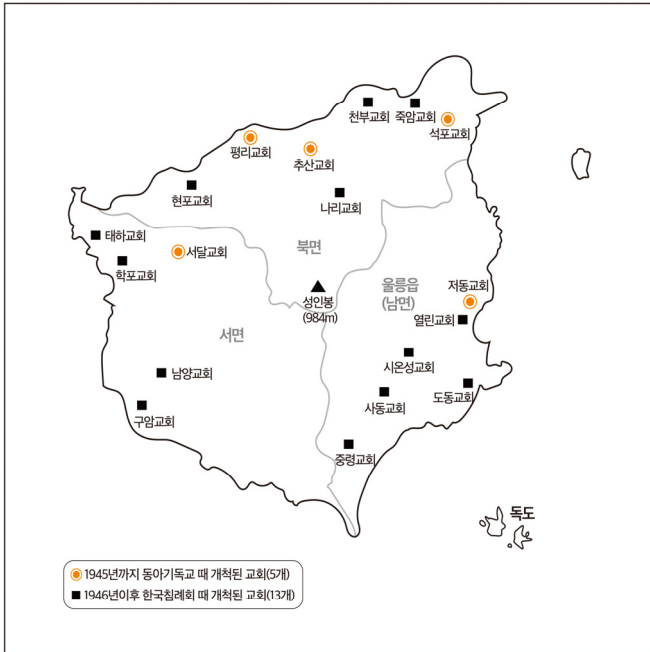 천부교회
죽암교회
석포교회
평리교회
추산교회
현포교회
나리교회
태하교회
서달교회
북면
학포교회
울릉읍
(남면)
저동교회
성인봉
(984m)
열린교회
서면
시온성교회
남양교회
도동교회
사동교회
구암교회
중령교회
독도
1945년까지 동아기독교 때 개척된 교회(5개)
1946년이후 한국침례회 때 개척된 교회(13개)